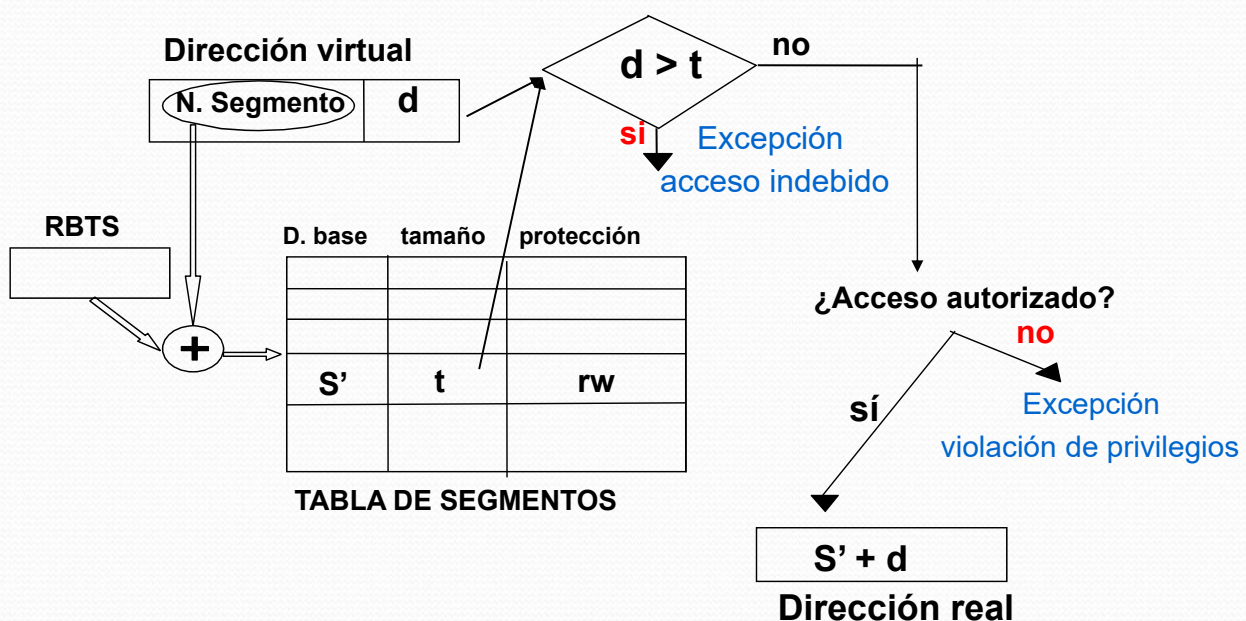 Dirección virtual
N. Segmento
d
d > t
no
si
Excepción
acceso indebido
RBTS
D. base
tamaño
protección
+
S’
t
rw
TABLA DE SEGMENTOS
¿Acceso autorizado?
no
sí
Excepción
violación de privilegios
S’ + d
Dirección real